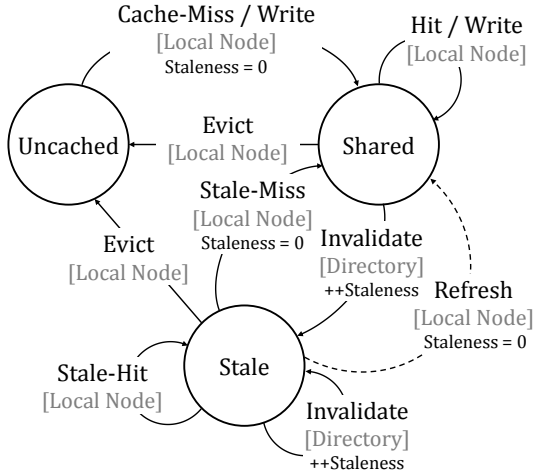 Cache-Miss / Write
[Local Node]
Staleness = 0
Hit / Write
[Local Node]
Uncached
Evict
[Local Node]
Shared
Stale-Miss
[Local Node]
Staleness = 0
Evict
[Local Node]
Invalidate
[Directory]
++Staleness
Refresh
[Local Node]
Staleness = 0
Stale-Hit
[Local Node]
Stale
Invalidate
[Directory]
++Staleness